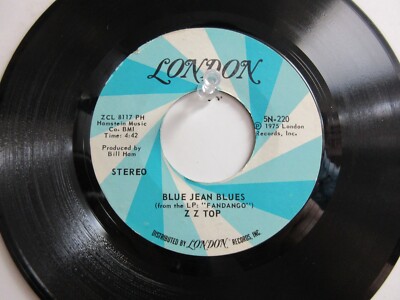 LONDON
ZCL 8117 PH
Hamstein Music
Co. BMI
Time: 4:42
Produced by
Bill Ham
STEREO
5N-220
℗ 1975 London
Records, Inc.
BLUE JEAN BLUES
(from the LP: "FANDANGO")
Z Z TOP
DISTRIBUTED BY LONDON RECORDS, INC.